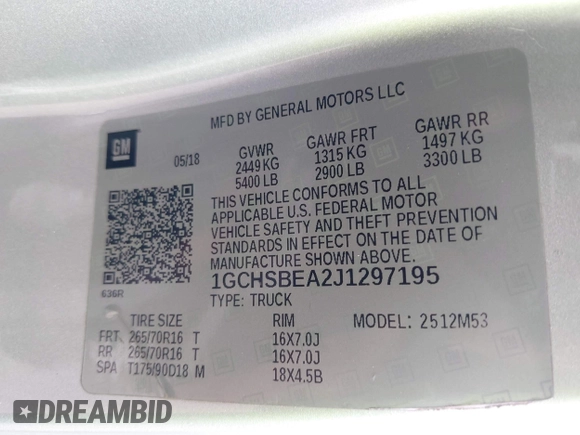 MFD BY GENERAL MOTORS LLC
GM
05/18
GVWR
2449 KG
5400 LB
GAWR FRT
1315 KG
2900 LB
GAWR RR
1497 KG
3300 LB
THIS VEHICLE CONFORMS TO ALL
APPLICABLE U.S. FEDERAL MOTOR
VEHICLE SAFETY AND THEFT PREVENTION
STANDARDS IN EFFECT ON THE DATE OF
MANUFACTURE SHOWN ABOVE.
1GCHSBEA2J1297195
636R
TYPE: TRUCK
TIRE SIZE RIM MODEL: 2512M53
FRT 265/70R16 T 16X7.0J
RR 265/70R16 T 16X7.0J
SPA T175/90D18 M 18X4.5B
DREAMBID